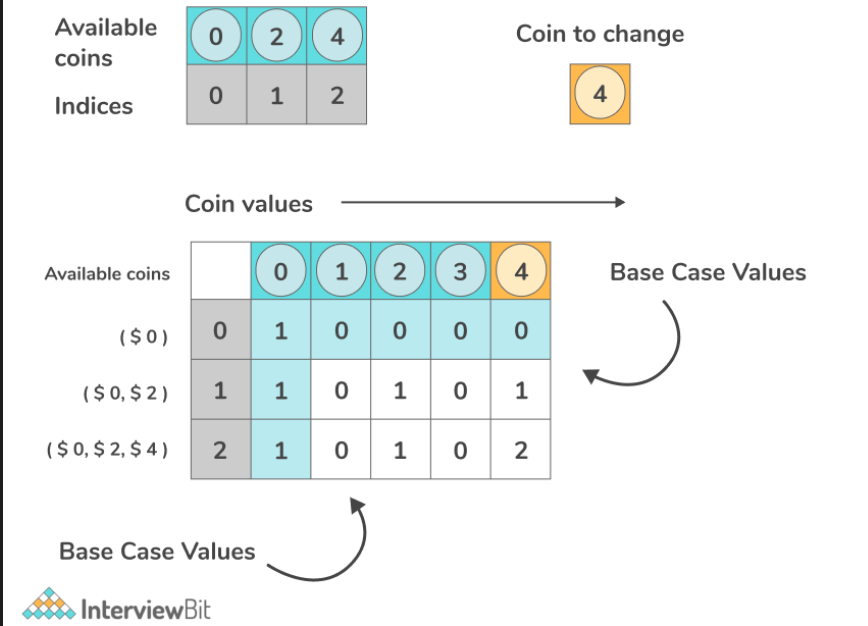 Available
coins
0 2 4
Indices
0 1 2
Coin to change
4
Coin values
Available coins
0 1 2 3 4
Base Case Values
( $ 0 )
0 1 0 0 0 0
( $ 0, $ 2 )
1 1 0 1 0 1
( $ 0, $ 2, $ 4 )
2 1 0 1 0 2
Base Case Values
InterviewBit